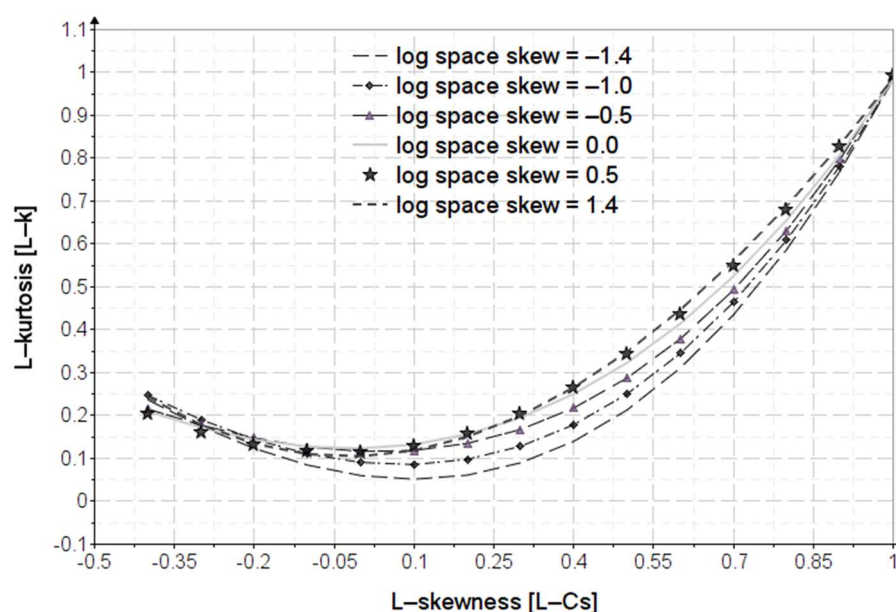 1.1
1
0.9
0.8
0.7
0.6
0.5
0.4
0.3
0.2
0.1
0
-0.1
L–kurtosis [L–k]
log space skew = –1.4
log space skew = –1.0
log space skew = –0.5
log space skew = 0.0
log space skew = 0.5
log space skew = 1.4
-0.5 -0.35 -0.2 -0.05 0.1 0.25 0.4 0.55 0.7 0.85 1
L–skewness [L–Cs]